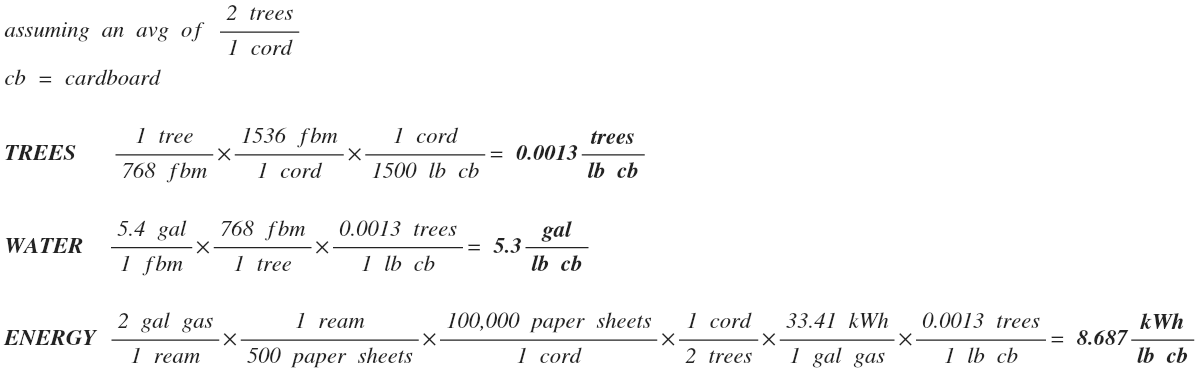 assuming an avg of 2 trees / 1 cord
cb = cardboard
TREES 1 tree / 768 fbm × 1536 fbm / 1 cord × 1 cord / 1500 lb cb = 0.0013 trees / lb cb
WATER 5.4 gal / 1 fbm × 768 fbm / 1 tree × 0.0013 trees / 1 lb cb = 5.3 gal / lb cb
ENERGY 2 gal gas / 1 ream × 1 ream / 500 paper sheets × 100,000 paper sheets / 1 cord × 1 cord / 2 trees × 33.41 kWh / 1 gal gas × 0.0013 trees / 1 lb cb = 8.687 kWh / lb cb